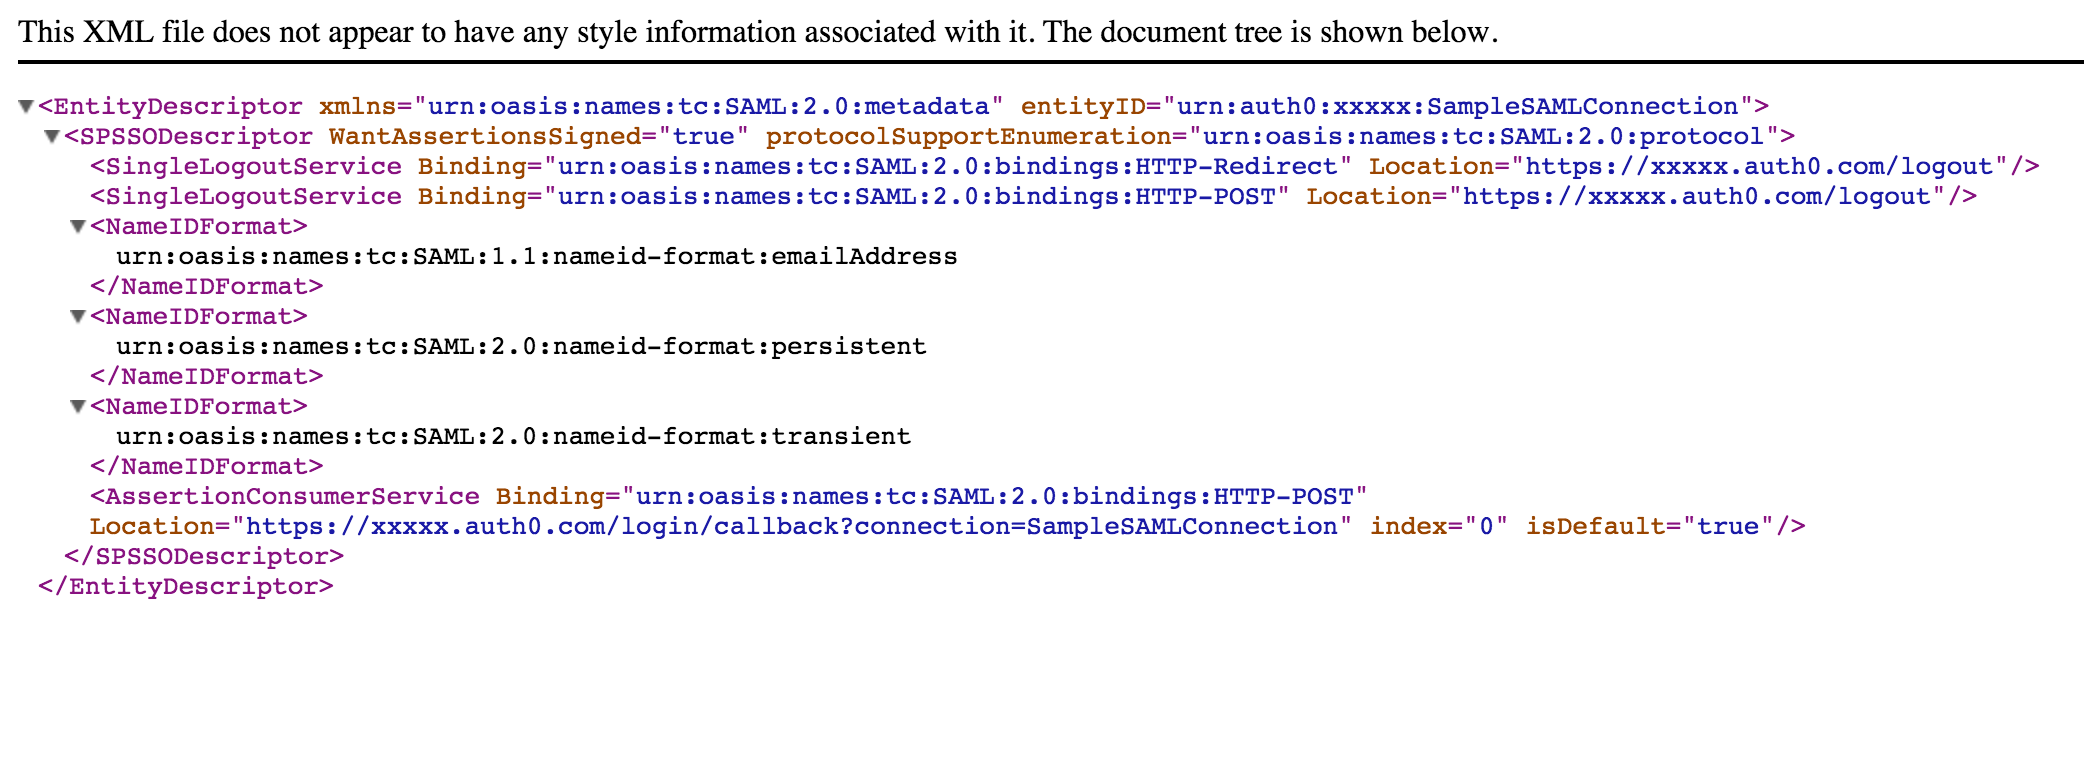 This XML file does not appear to have any style information associated with it. The document tree is shown below.
▼<EntityDescriptor xmlns="urn:oasis:names:tc:SAML:2.0:metadata" entityID="urn:auth0:xxxxx:SampleSAMLConnection">
▼<SPSSODescriptor WantAssertionsSigned="true" protocolSupportEnumeration="urn:oasis:names:tc:SAML:2.0:protocol">
<SingleLogoutService Binding="urn:oasis:names:tc:SAML:2.0:bindings:HTTP-Redirect" Location="https://xxxxx.auth0.com/logout"/>
<SingleLogoutService Binding="urn:oasis:names:tc:SAML:2.0:bindings:HTTP-POST" Location="https://xxxxx.auth0.com/logout"/>
▼<NameIDFormat>
urn:oasis:names:tc:SAML:1.1:nameid-format:emailAddress
</NameIDFormat>
▼<NameIDFormat>
urn:oasis:names:tc:SAML:2.0:nameid-format:persistent
</NameIDFormat>
▼<NameIDFormat>
urn:oasis:names:tc:SAML:2.0:nameid-format:transient
</NameIDFormat>
<AssertionConsumerService Binding="urn:oasis:names:tc:SAML:2.0:bindings:HTTP-POST"
Location="https://xxxxx.auth0.com/login/callback?connection=SampleSAMLConnection" index="0" isDefault="true"/>
</SPSSODescriptor>
</EntityDescriptor>